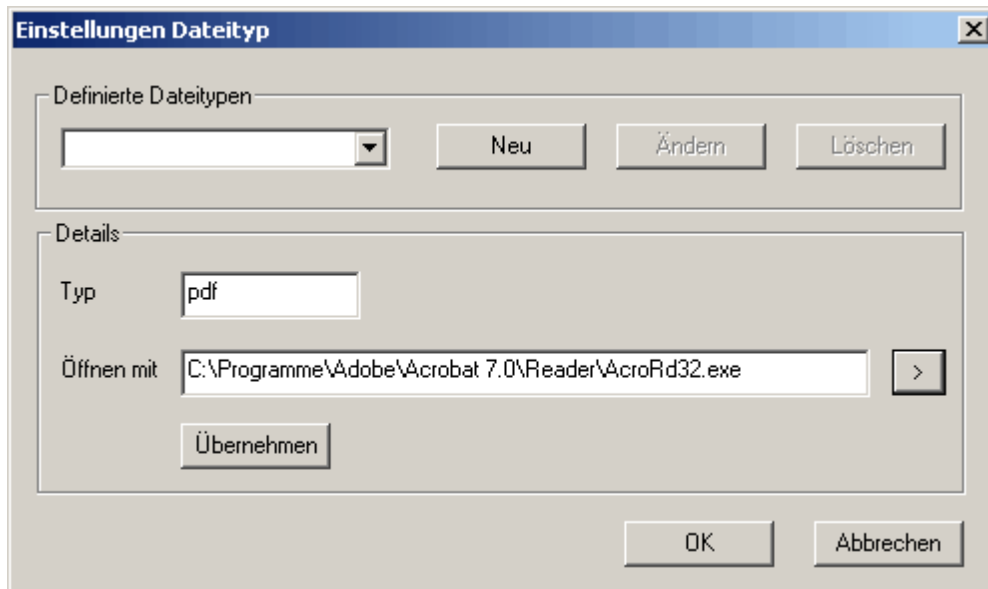 Einstellungen Dateityp
Definierte Dateitypen
Neu Ändern Löschen
Details
Typ pdf
Öffnen mit C:\Programme\Adobe\Acrobat 7.0\Reader\AcroRd32.exe >
Übernehmen
OK Abbrechen